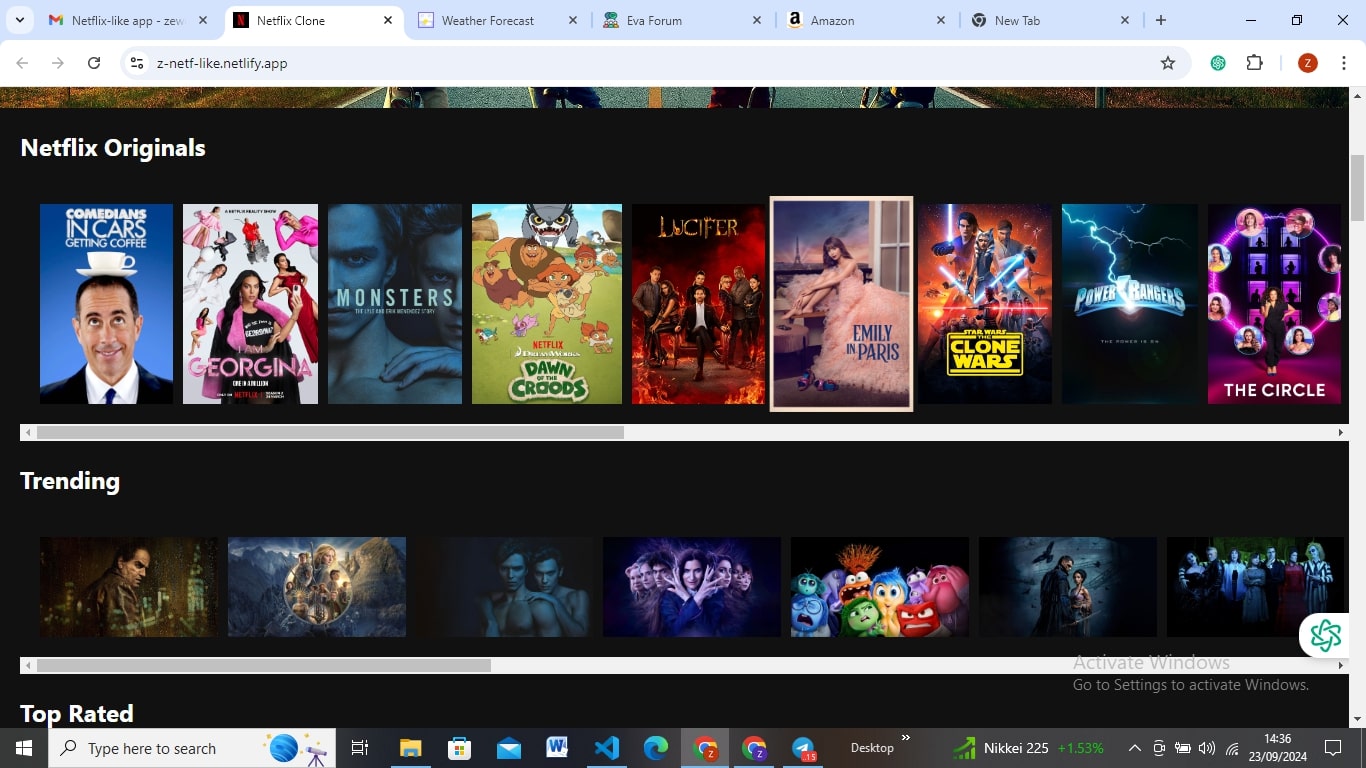 Netflix-like app - zew
Netflix Clone
Weather Forecast
Eva Forum
Amazon
New Tab
z-netf-like.netlify.app
Z
Netflix Originals
COMEDIANS
IN CARS
GETTING COFFEE
A NETFLIX REALITY SHOW
I AM
GEORGINA
ONE IN A MILLION
MONSTERS
THE LYLE AND ERIK MENENDEZ STORY
NETFLIX
DREAMWORKS
DAWN
OF THE
CROODS
LUCIFER
EMILY
IN PARIS
STAR WARS
THE
CLONE
WARS
POWER RANGERS
THE POWER IS ON
THE CIRCLE
Trending
Activate Windows
Go to Settings to activate Windows.
Top Rated
Type here to search
Desktop
Nikkei 225 +1.53%
14:36
23/09/2024